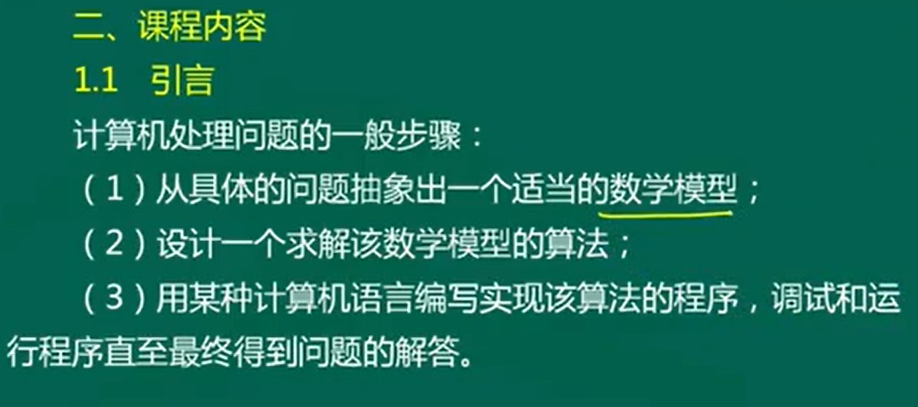 二、课程内容
1.1 引言
计算机处理问题的一般步骤：
（1）从具体的问题抽象出一个适当的数学模型；
（2）设计一个求解该数学模型的算法；
（3）用某种计算机语言编写实现该算法的程序，调试和运
行程序直至最终得到问题的解答。